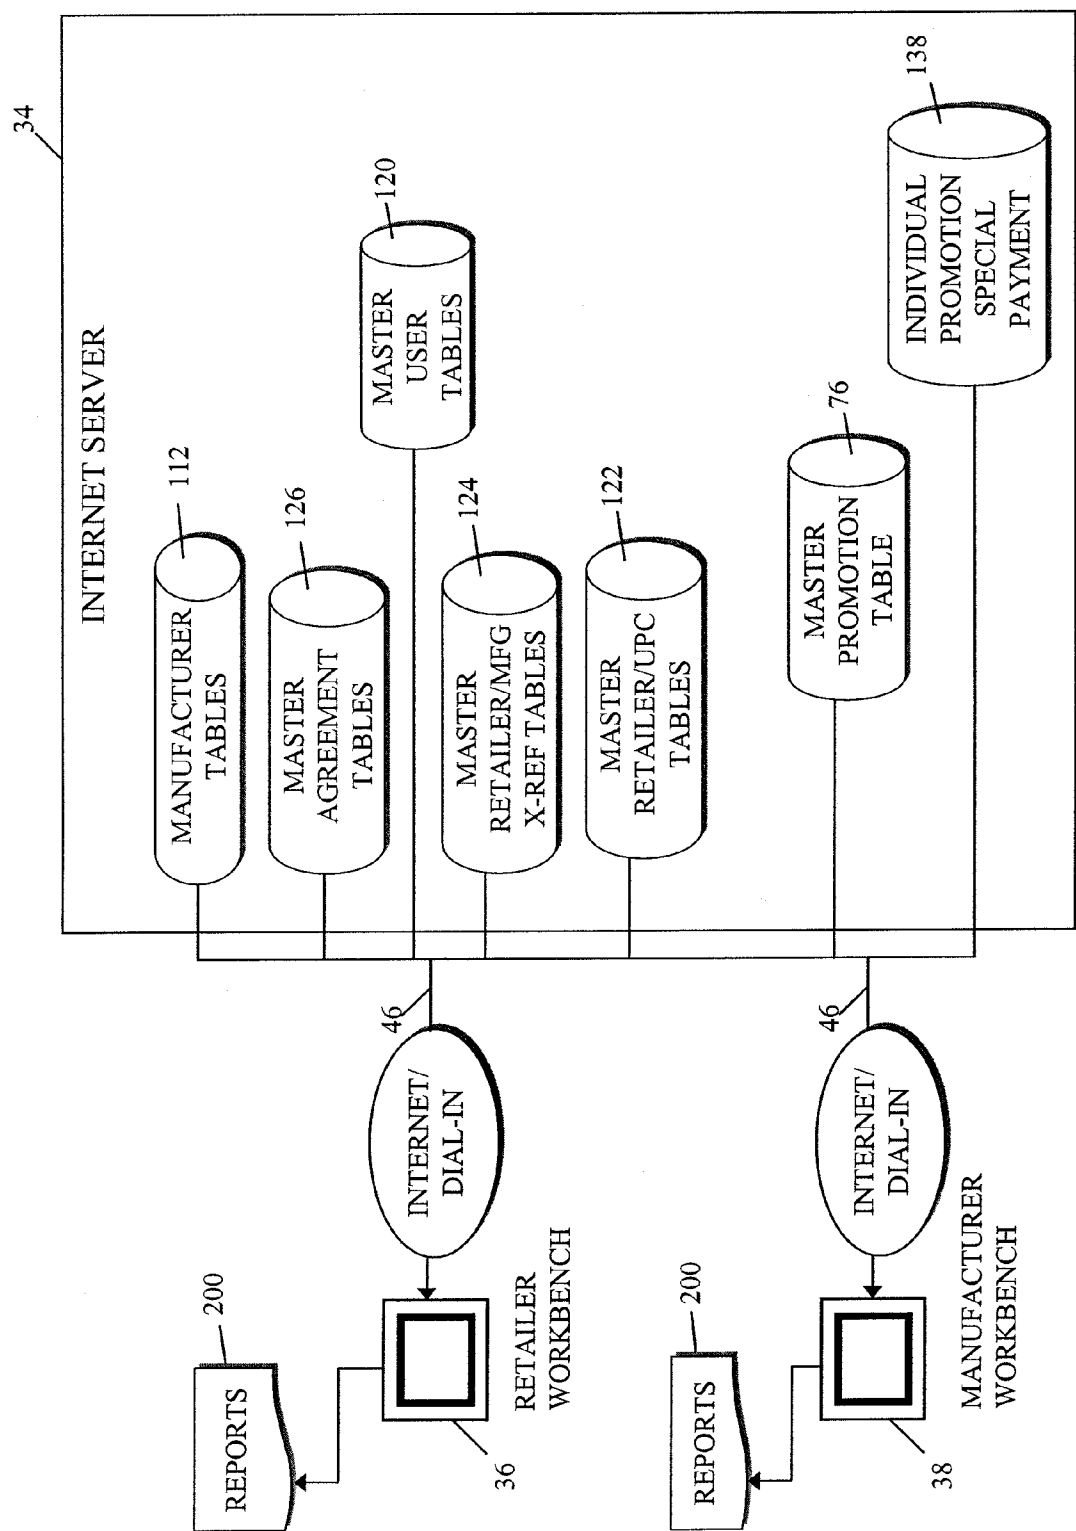 34
INTERNET SERVER
112
MANUFACTURER
TABLES
126
MASTER
AGREEMENT
TABLES
120
MASTER
USER
TABLES
124
MASTER
RETAILER/MFG
X-REF TABLES
122
MASTER
RETAILER/UPC
TABLES
76
MASTER
PROMOTION
TABLE
138
INDIVIDUAL
PROMOTION
SPECIAL
PAYMENT
46
INTERNET/
DIAL-IN
46
INTERNET/
DIAL-IN
200
REPORTS
36
RETAILER
WORKBENCH
200
REPORTS
38
MANUFACTURER
WORKBENCH